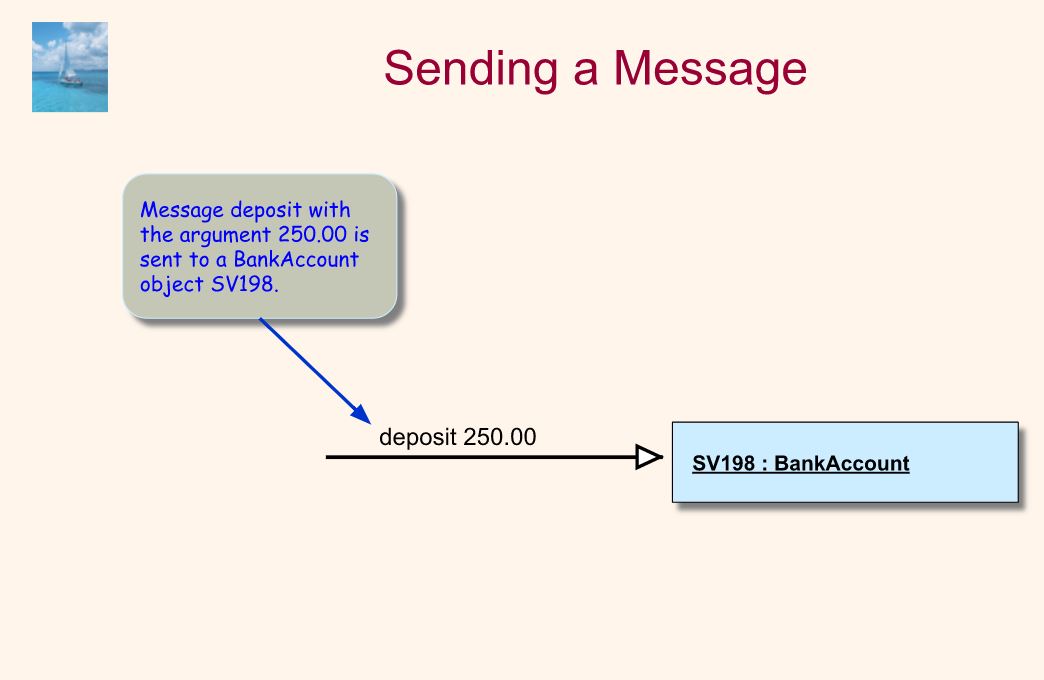 Sending a Message
Message deposit with
the argument 250.00 is
sent to a BankAccount
object SV198.
deposit 250.00
SV198 : BankAccount